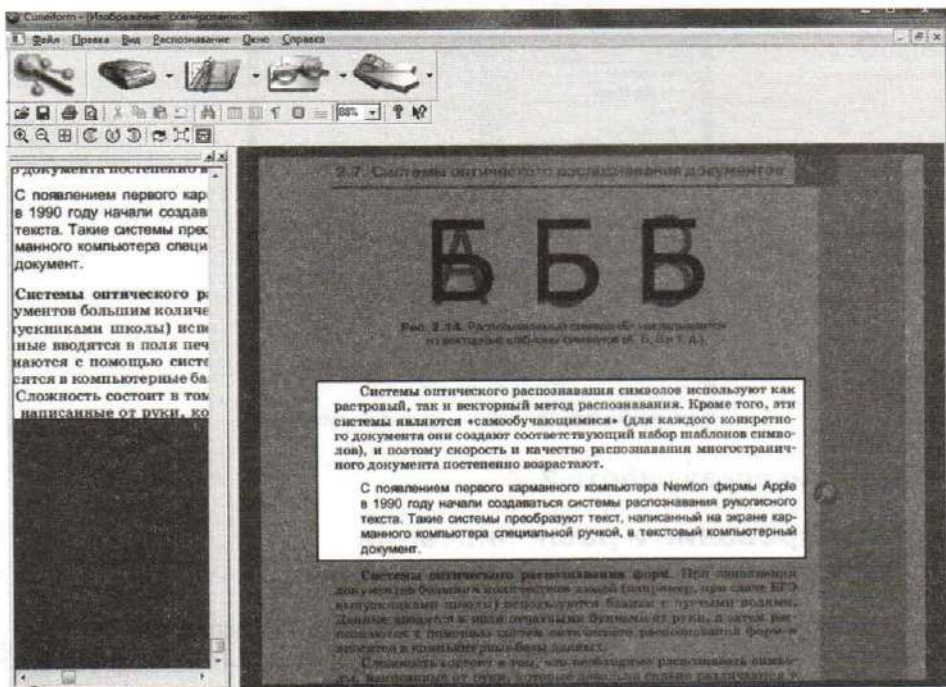 Cuneiform - [Изображение сканированное]
Файл Правка Вид Распознавание Окно Справка
88%
о документа постепенно в
С появлением первого кар
в 1990 году начали создав
текста. Такие системы прес
манного компьютера специ
документ.
Системы оптического ра
ументов большим количе
ускниками школы) испо
ные вводятся в поля печ
наются с помощью систе
сятся в компьютерные ба
Сложность состоит в том
написанные от руки, ко
2.7. Системы оптического распознавания документов
Б Б Б
Рис. 2.14. Распознаваемый символ «Б» накладывается
на векторные шаблоны символов (А, Б, В и т. д.).
Системы оптического распознавания символов используют как
растровый, так и векторный метод распознавания. Кроме того, эти
системы являются «самообучающимися» (для каждого конкретно-
го документа они создают соответствующий набор шаблонов симво-
лов), и поэтому скорость и качество распознавания многостранич-
ного документа постепенно возрастают.
С появлением первого карманного компьютера Newton фирмы Apple
в 1990 году начали создаваться системы распознавания рукописного
текста. Такие системы преобразуют текст, написанный на экране кар-
манного компьютера специальной ручкой, в текстовый компьютерный
документ.
Системы оптического распознавания форм. При заполнении
документов большим количеством людей (например, при сдаче ЕГЭ
выпускниками школы) используются бланки с пустыми полями.
Данные вводятся в поля печатными буквами от руки, а затем рас-
познаются с помощью систем оптического распознавания форм и
вносятся в компьютерные базы данных.
Сложность состоит в том, что необходимо распознавать симво-
лы, написанные от руки, которые довольно сильно различаются у